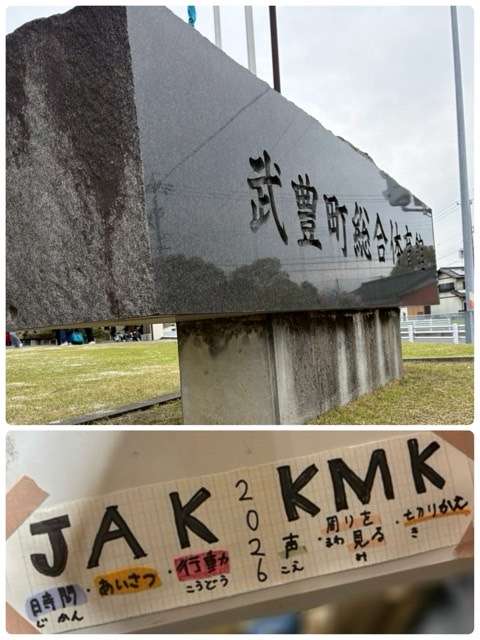 武豊町総合体育館
JAK 2026 KMK
時間・あいさつ・行動 声・周りを見る・切りかえ
じかん こうどう こえ まわ み き